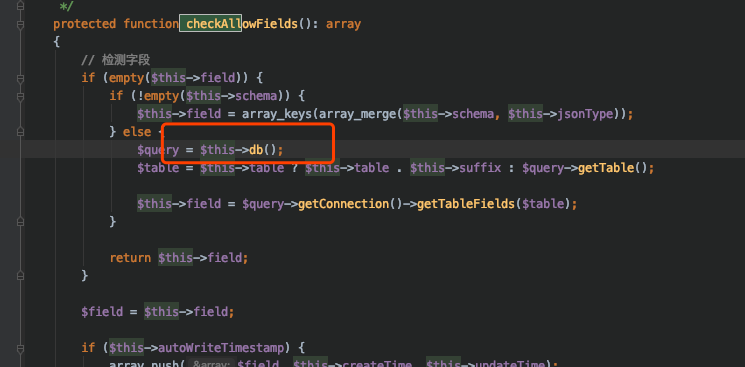 */
protected function checkAllowFields(): array
{
// 检测字段
if (empty($this->field)) {
if (!empty($this->schema)) {
$this->field = array_keys(array_merge($this->schema, $this->jsonType));
} else {
$query = $this->db();
$table = $this->table ? $this->table . $this->suffix : $query->getTable();
$this->field = $query->getConnection()->getTableFields($table);
}
return $this->field;
}
$field = $this->field;
if ($this->autoWriteTimestamp) {
array_push( &array: $field, $this->createTime, $this->updateTime);